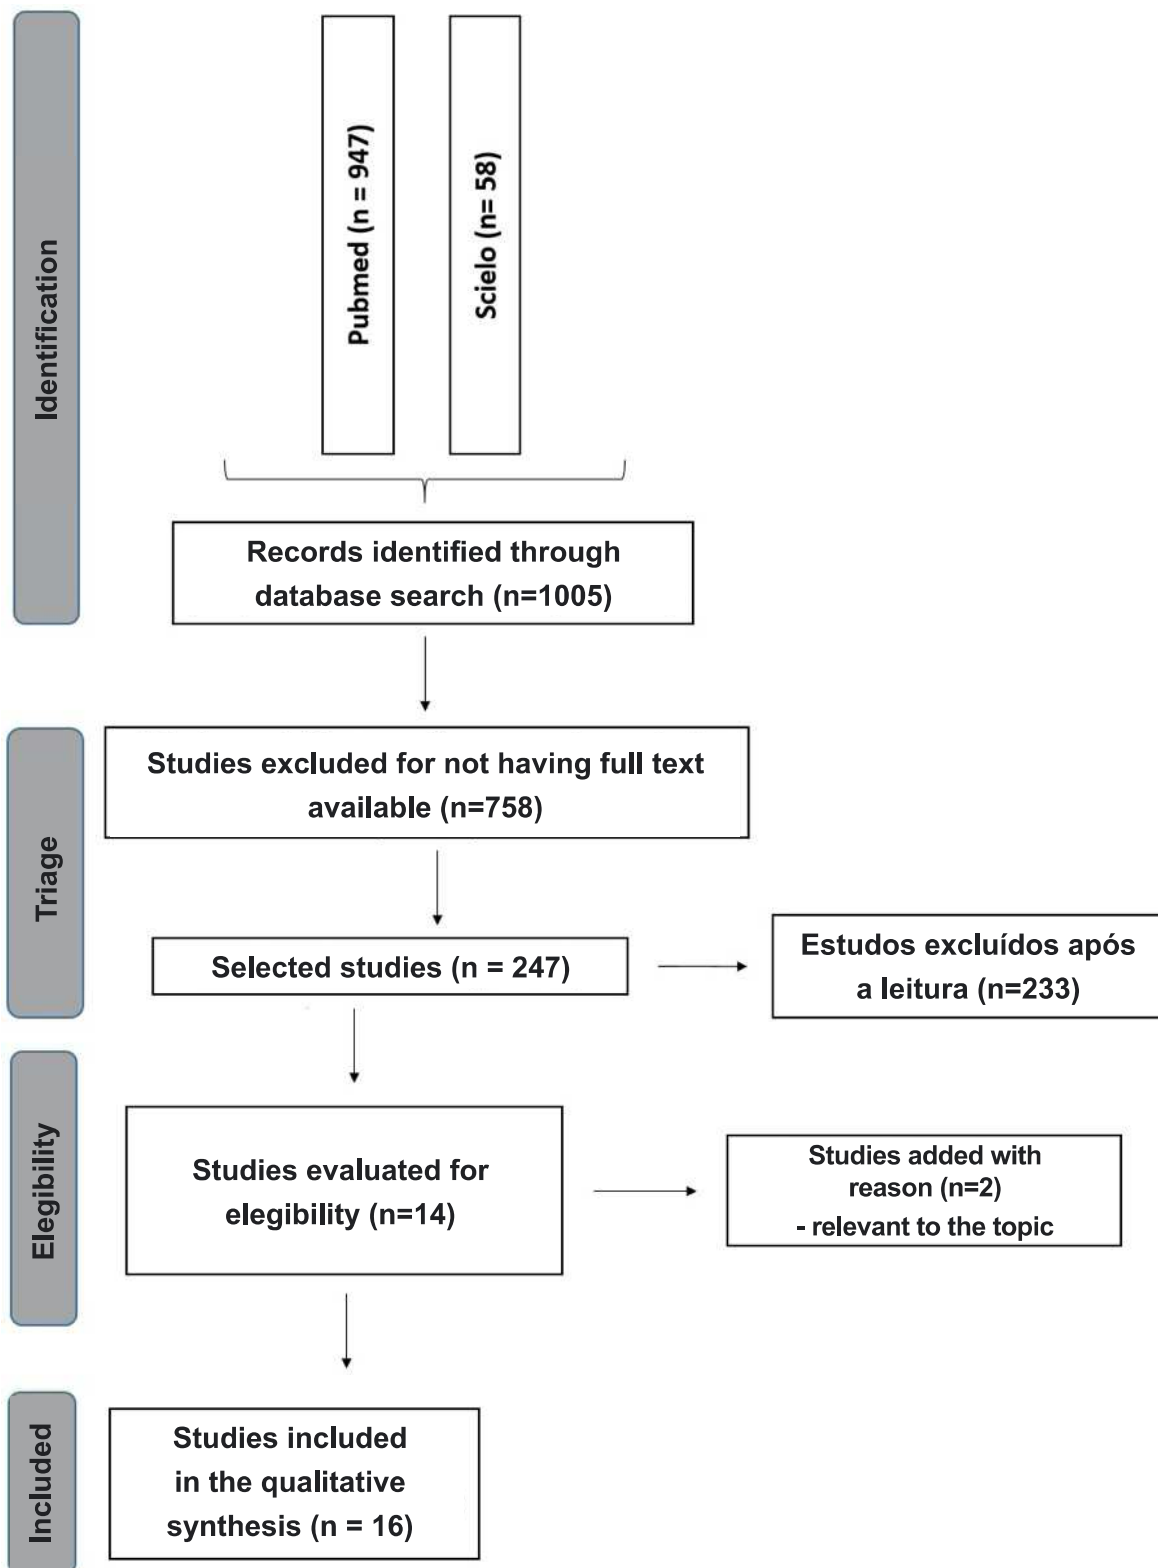 Identification
Pubmed (n = 947)
Scielo (n= 58)
Records identified through
database search (n=1005)
Triage
Studies excluded for not having full text
available (n=758)
Selected studies (n = 247)
Estudos excluídos após
a leitura (n=233)
Elegibility
Studies evaluated for
elegibility (n=14)
Studies added with
reason (n=2)
- relevant to the topic
Included
Studies included
in the qualitative
synthesis (n = 16)